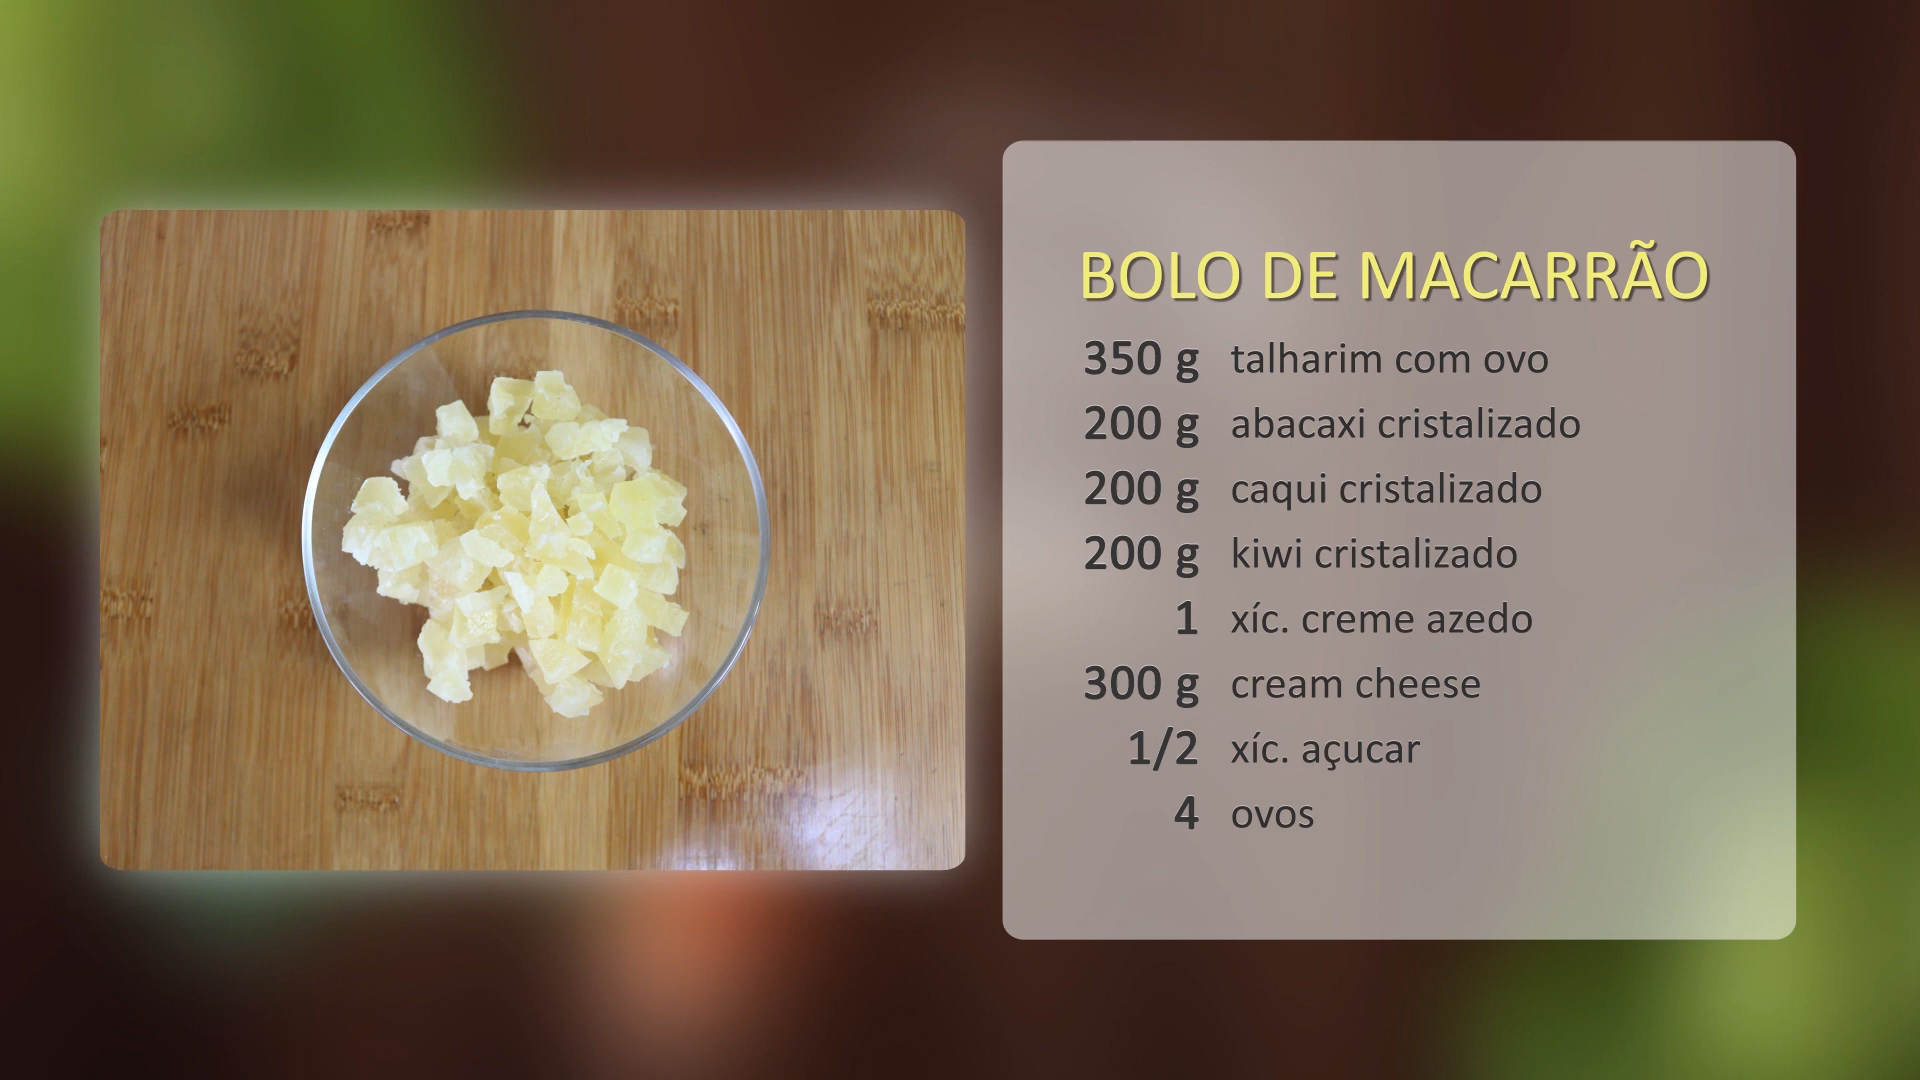 BOLO DE MACARRÃO
350 g talharim com ovo
200 g abacaxi cristalizado
200 g caqui cristalizado
200 g kiwi cristalizado
1 xíc. creme azedo
300 g cream cheese
1/2 xíc. açucar
4 ovos